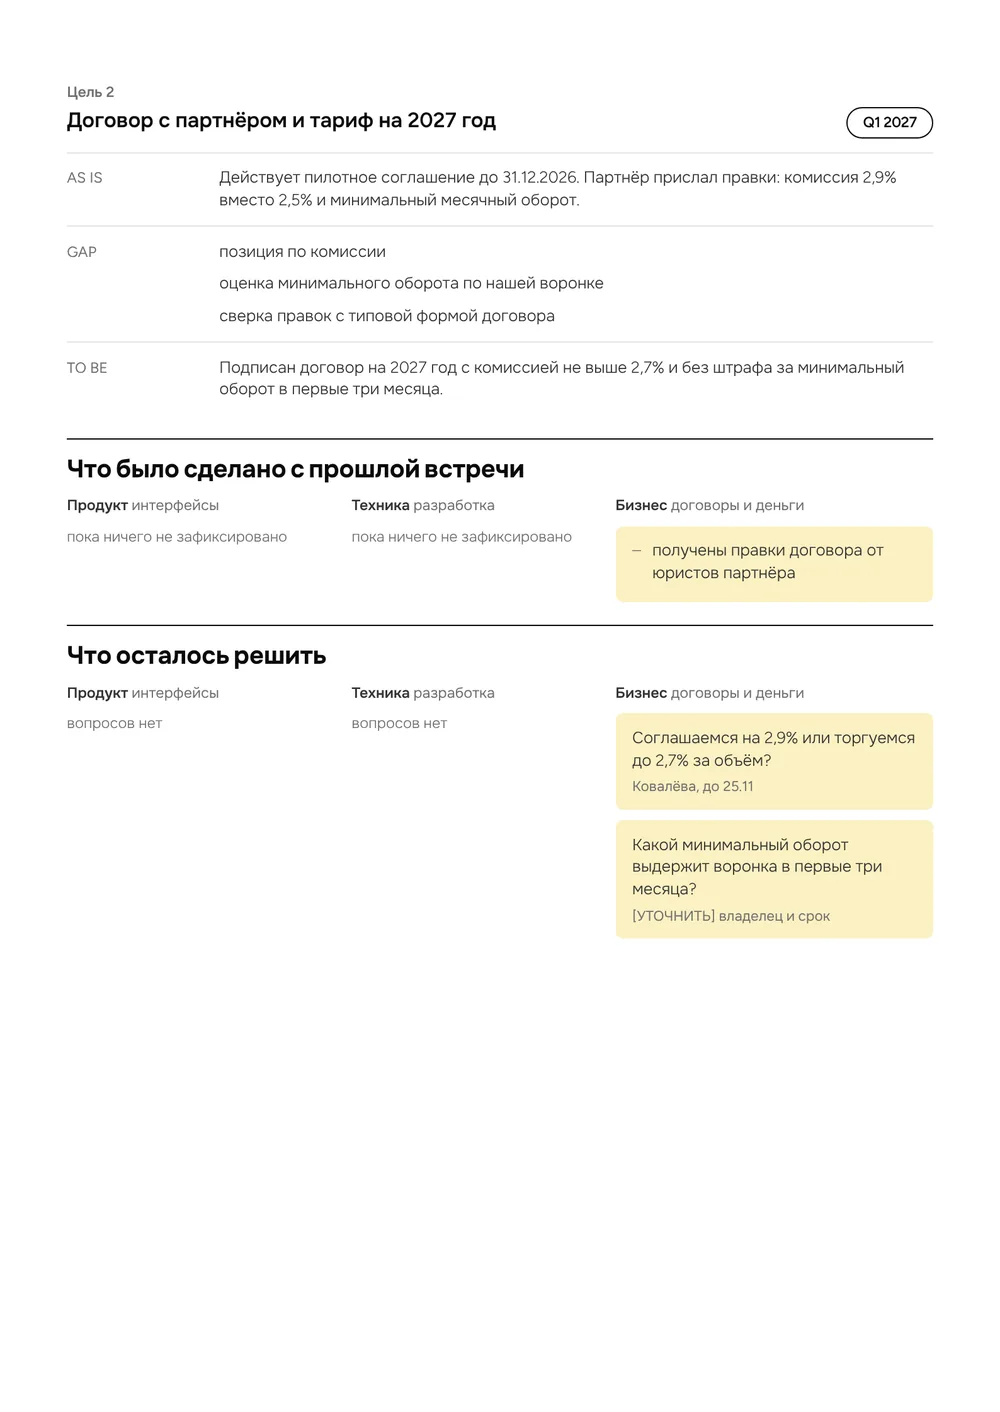 Цель 2
Договор с партнёром и тариф на 2027 год
Q1 2027
AS IS
Действует пилотное соглашение до 31.12.2026. Партнёр прислал правки: комиссия 2,9%
вместо 2,5% и минимальный месячный оборот.
GAP
позиция по комиссии
оценка минимального оборота по нашей воронке
сверка правок с типовой формой договора
TO BE
Подписан договор на 2027 год с комиссией не выше 2,7% и без штрафа за минимальный
оборот в первые три месяца.
Что было сделано с прошлой встречи
Продукт интерфейсы
пока ничего не зафиксировано
Техника разработка
пока ничего не зафиксировано
Бизнес договоры и деньги
– получены правки договора от
юристов партнёра
Что осталось решить
Продукт интерфейсы
вопросов нет
Техника разработка
вопросов нет
Бизнес договоры и деньги
Соглашаемся на 2,9% или торгуемся
до 2,7% за объём?
Ковалёва, до 25.11
Какой минимальный оборот
выдержит воронка в первые три
месяца?
[УТОЧНИТЬ] владелец и срок